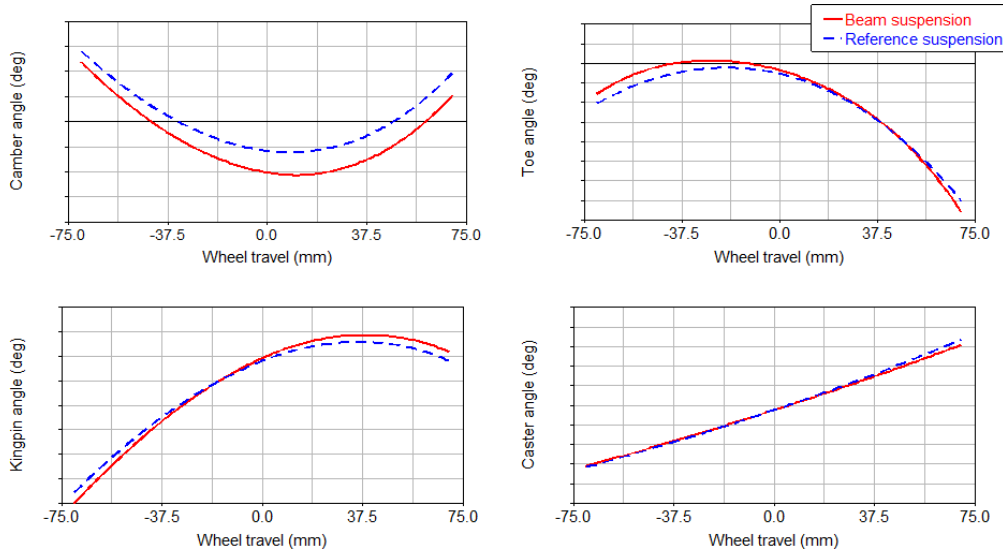 Beam suspension
Reference suspension
Camber angle (deg)
-75.0 -37.5 0.0 37.5 75.0
Wheel travel (mm)
Toe angle (deg)
-75.0 -37.5 0.0 37.5 75.0
Wheel travel (mm)
Kingpin angle (deg)
-75.0 -37.5 0.0 37.5 75.0
Wheel travel (mm)
Caster angle (deg)
-75.0 -37.5 0.0 37.5 75.0
Wheel travel (mm)